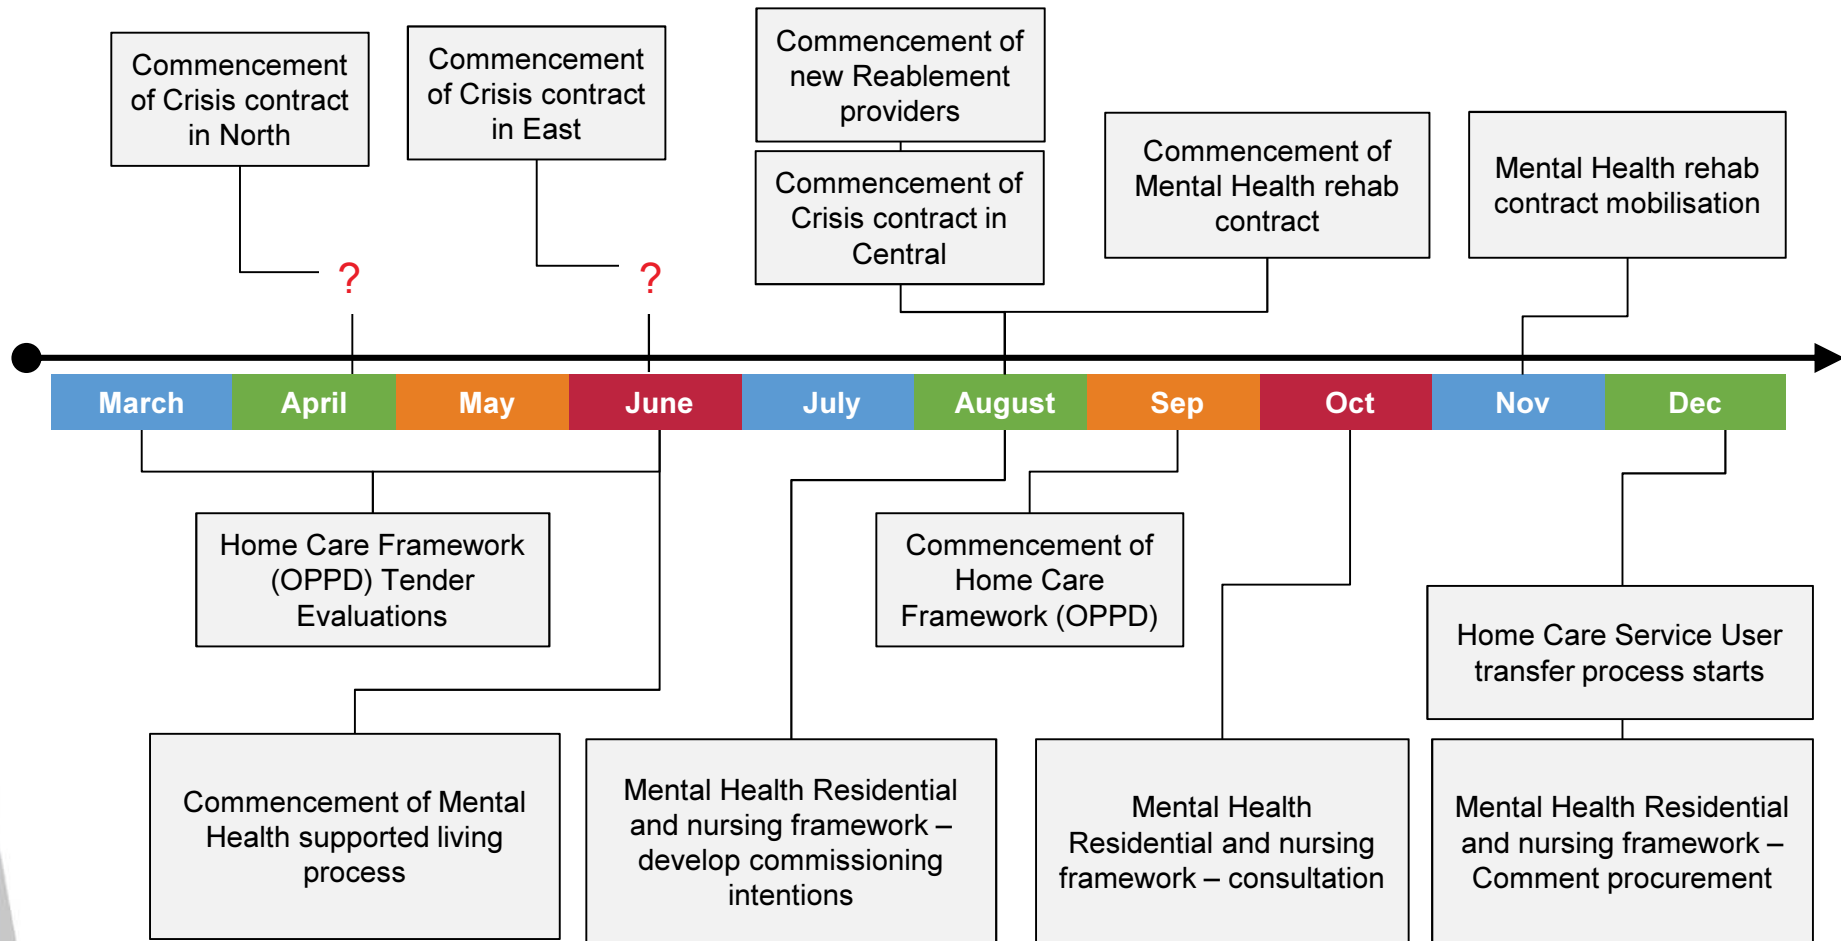 Commencement
of Crisis contract
in North
Commencement
of Crisis contract
in East
Commencement of
new Reablement
providers
Commencement of
Crisis contract in
Central
Commencement of
Mental Health rehab
contract
Mental Health rehab
contract mobilisation
?
?
March April May June July August Sep Oct Nov Dec
Home Care Framework
(OPPD) Tender
Evaluations
Commencement of
Home Care
Framework (OPPD)
Home Care Service User
transfer process starts
Commencement of Mental
Health supported living
process
Mental Health Residential
and nursing framework –
develop commissioning
intentions
Mental Health
Residential and nursing
framework – consultation
Mental Health Residential
and nursing framework –
Comment procurement